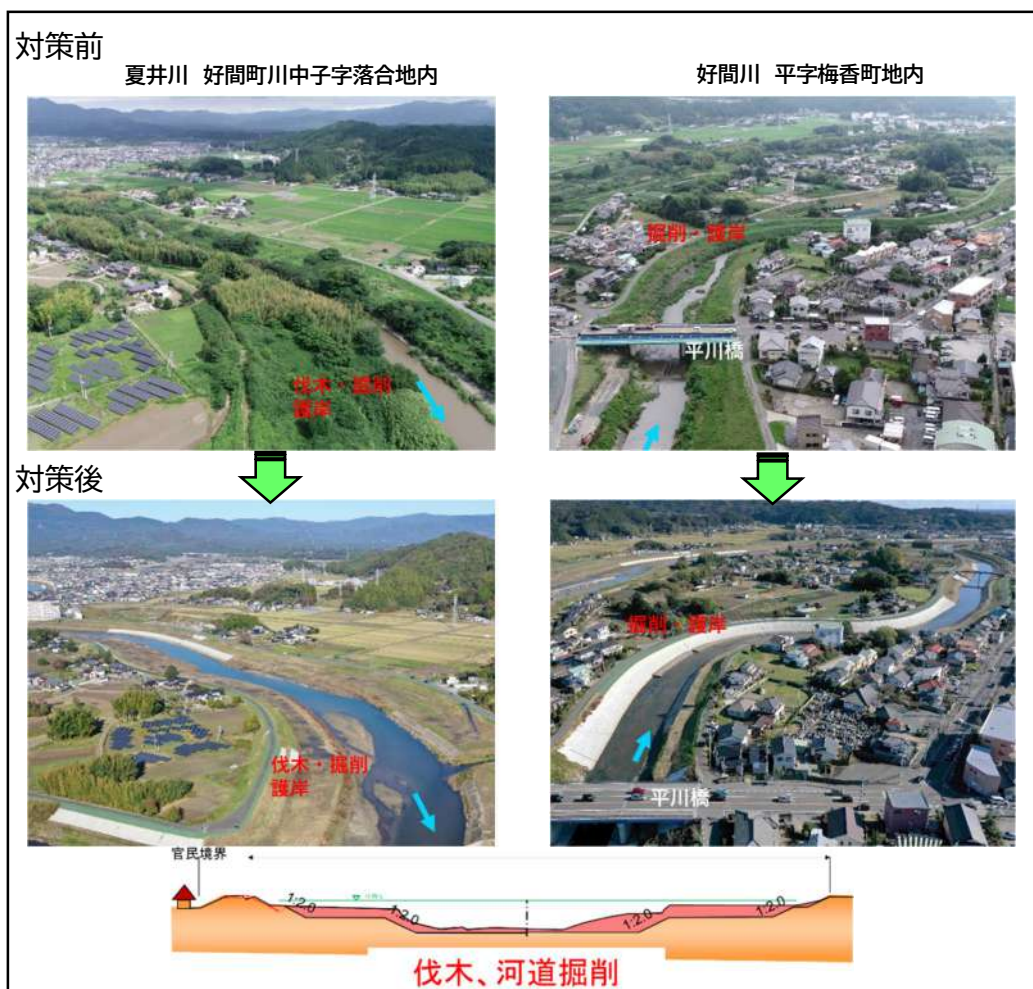 対策前
夏井川 好間町川中子字落合地内
好間川 平字梅香町地内
伐木・掘削
護岸
掘削・護岸
平川橋
対策後
伐木・掘削
護岸
掘削・護岸
平川橋
官民境界
1:2.0
1:2.0
1:2.0
1:2.0
伐木、河道掘削